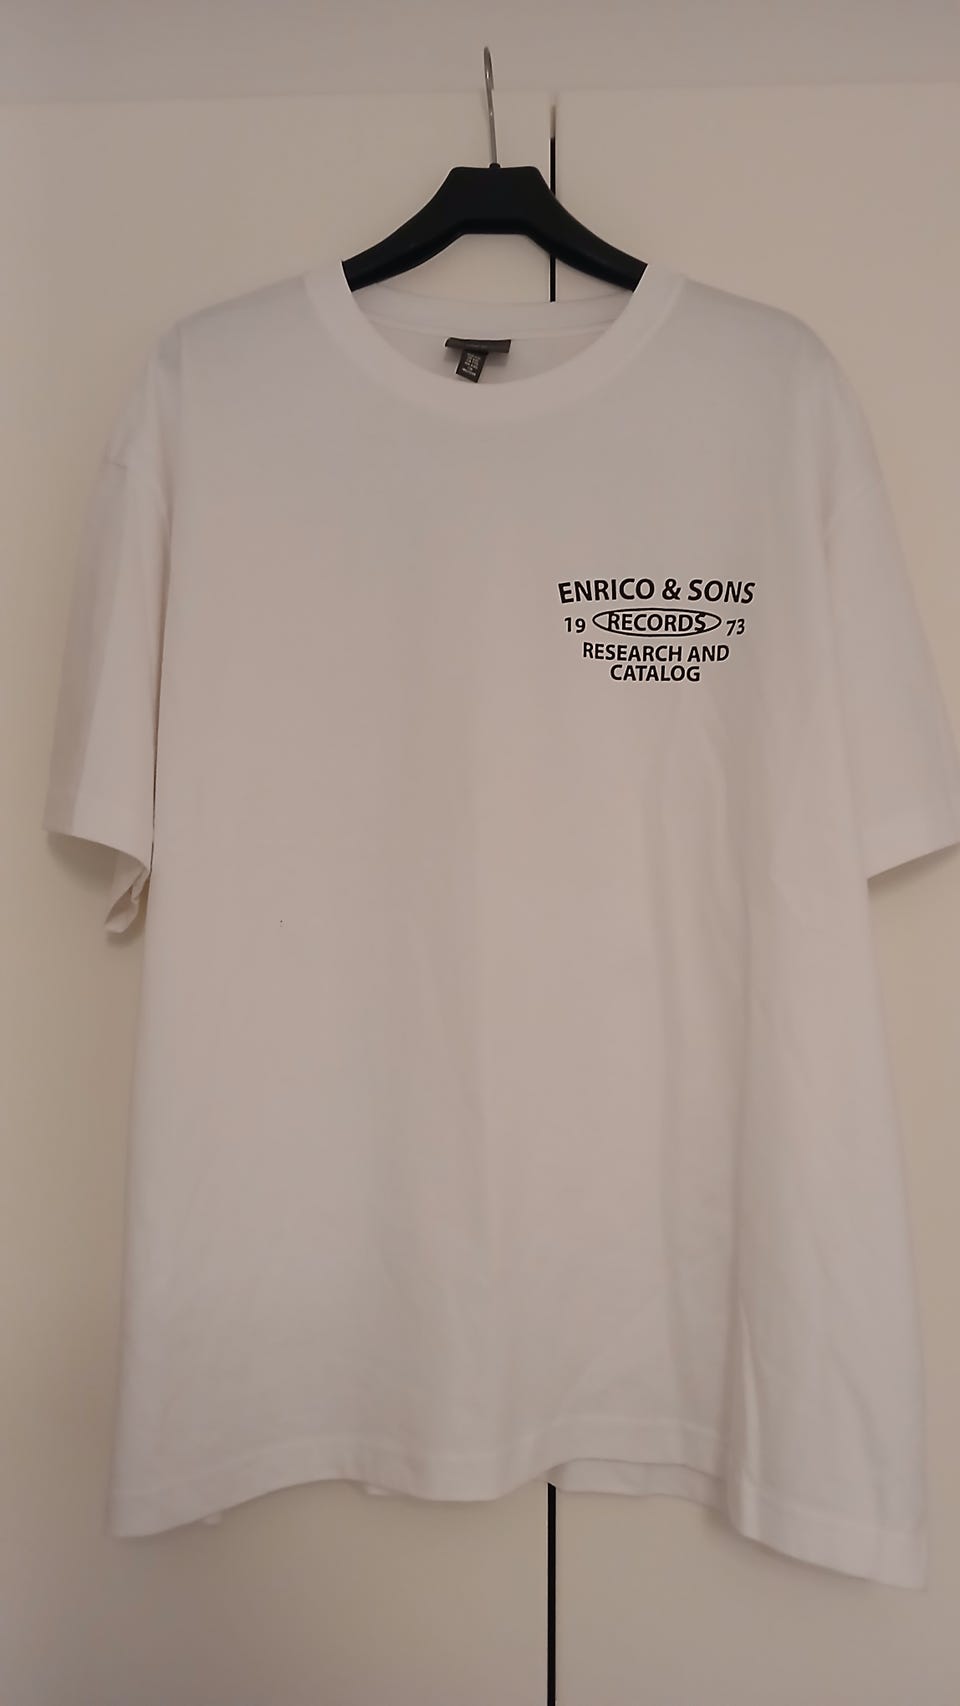 ENRICO & SONS
19 RECORDS 73
RESEARCH AND
CATALOG